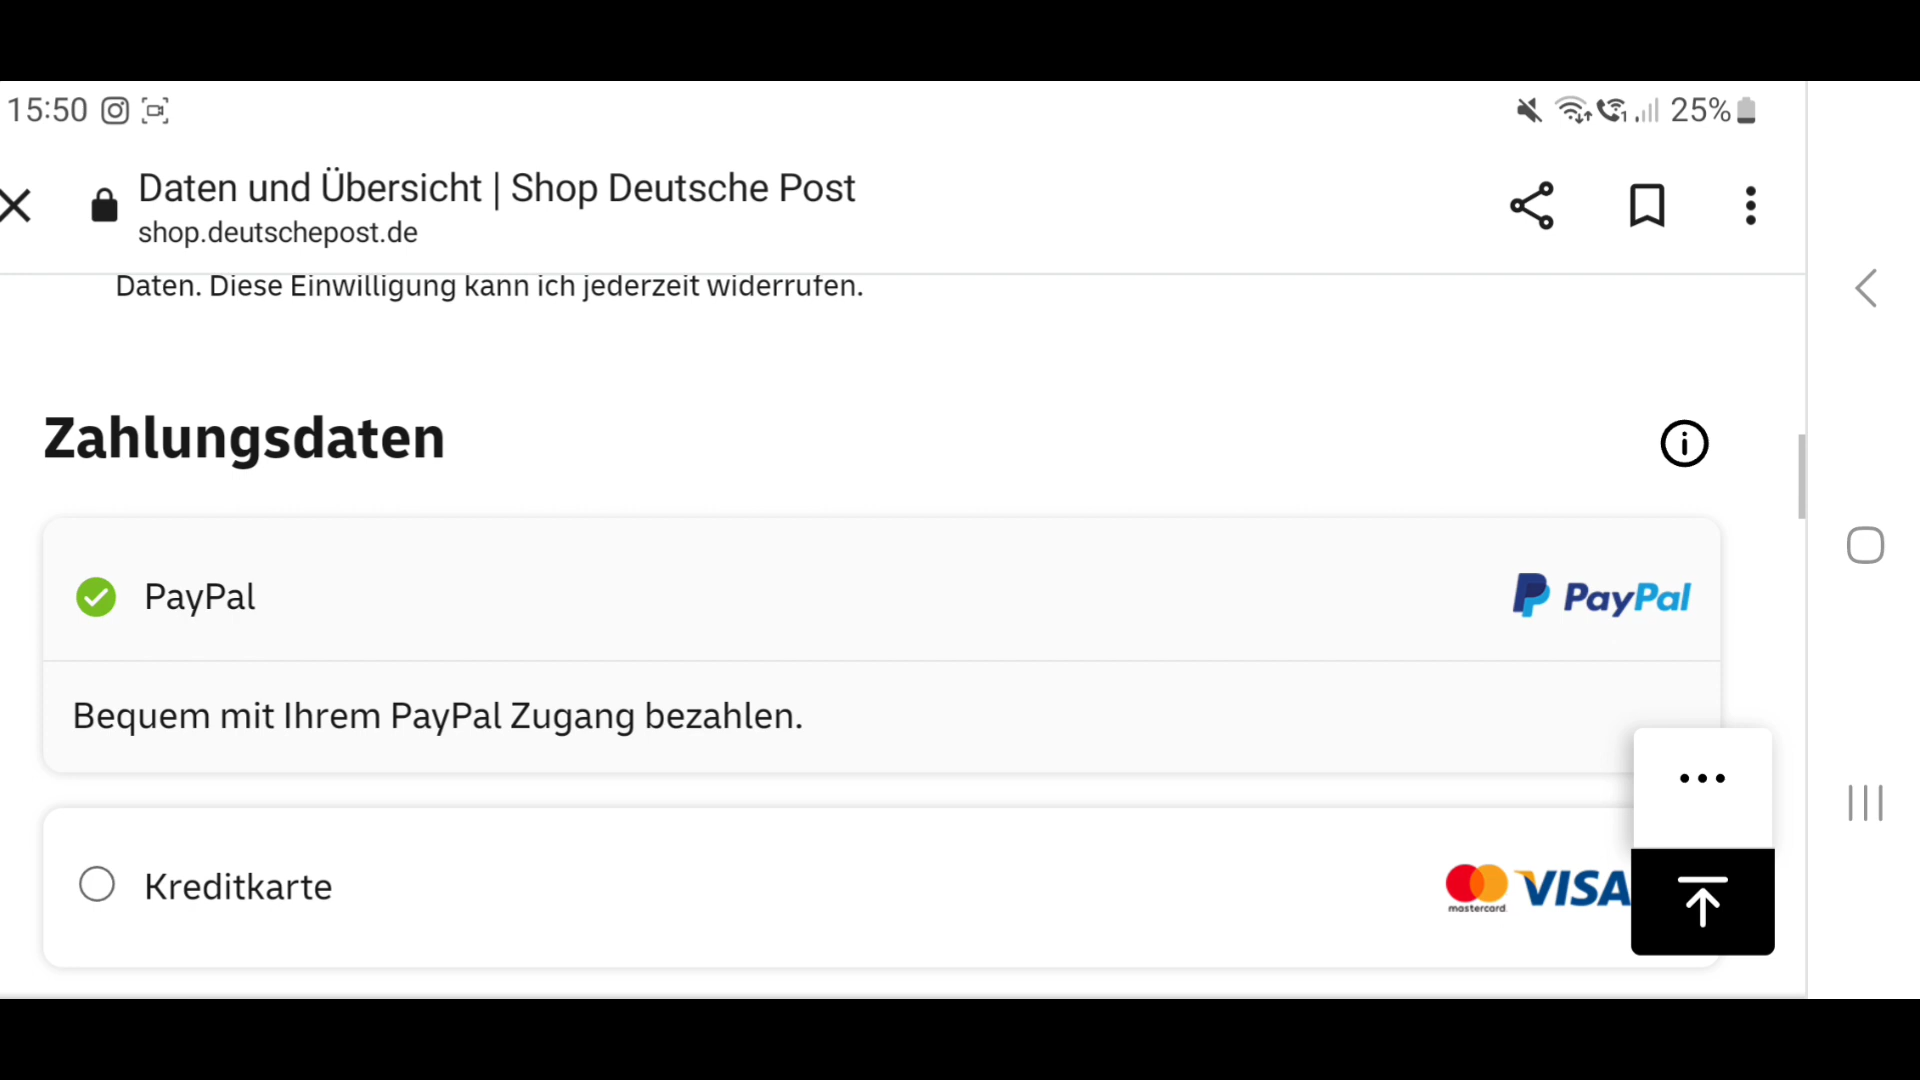 15:50
25%
Daten und Übersicht | Shop Deutsche Post
shop.deutschepost.de
Daten. Diese Einwilligung kann ich jederzeit widerrufen.
Zahlungsdaten
PayPal
PayPal
Bequem mit Ihrem PayPal Zugang bezahlen.
Kreditkarte
mastercard.
VISA